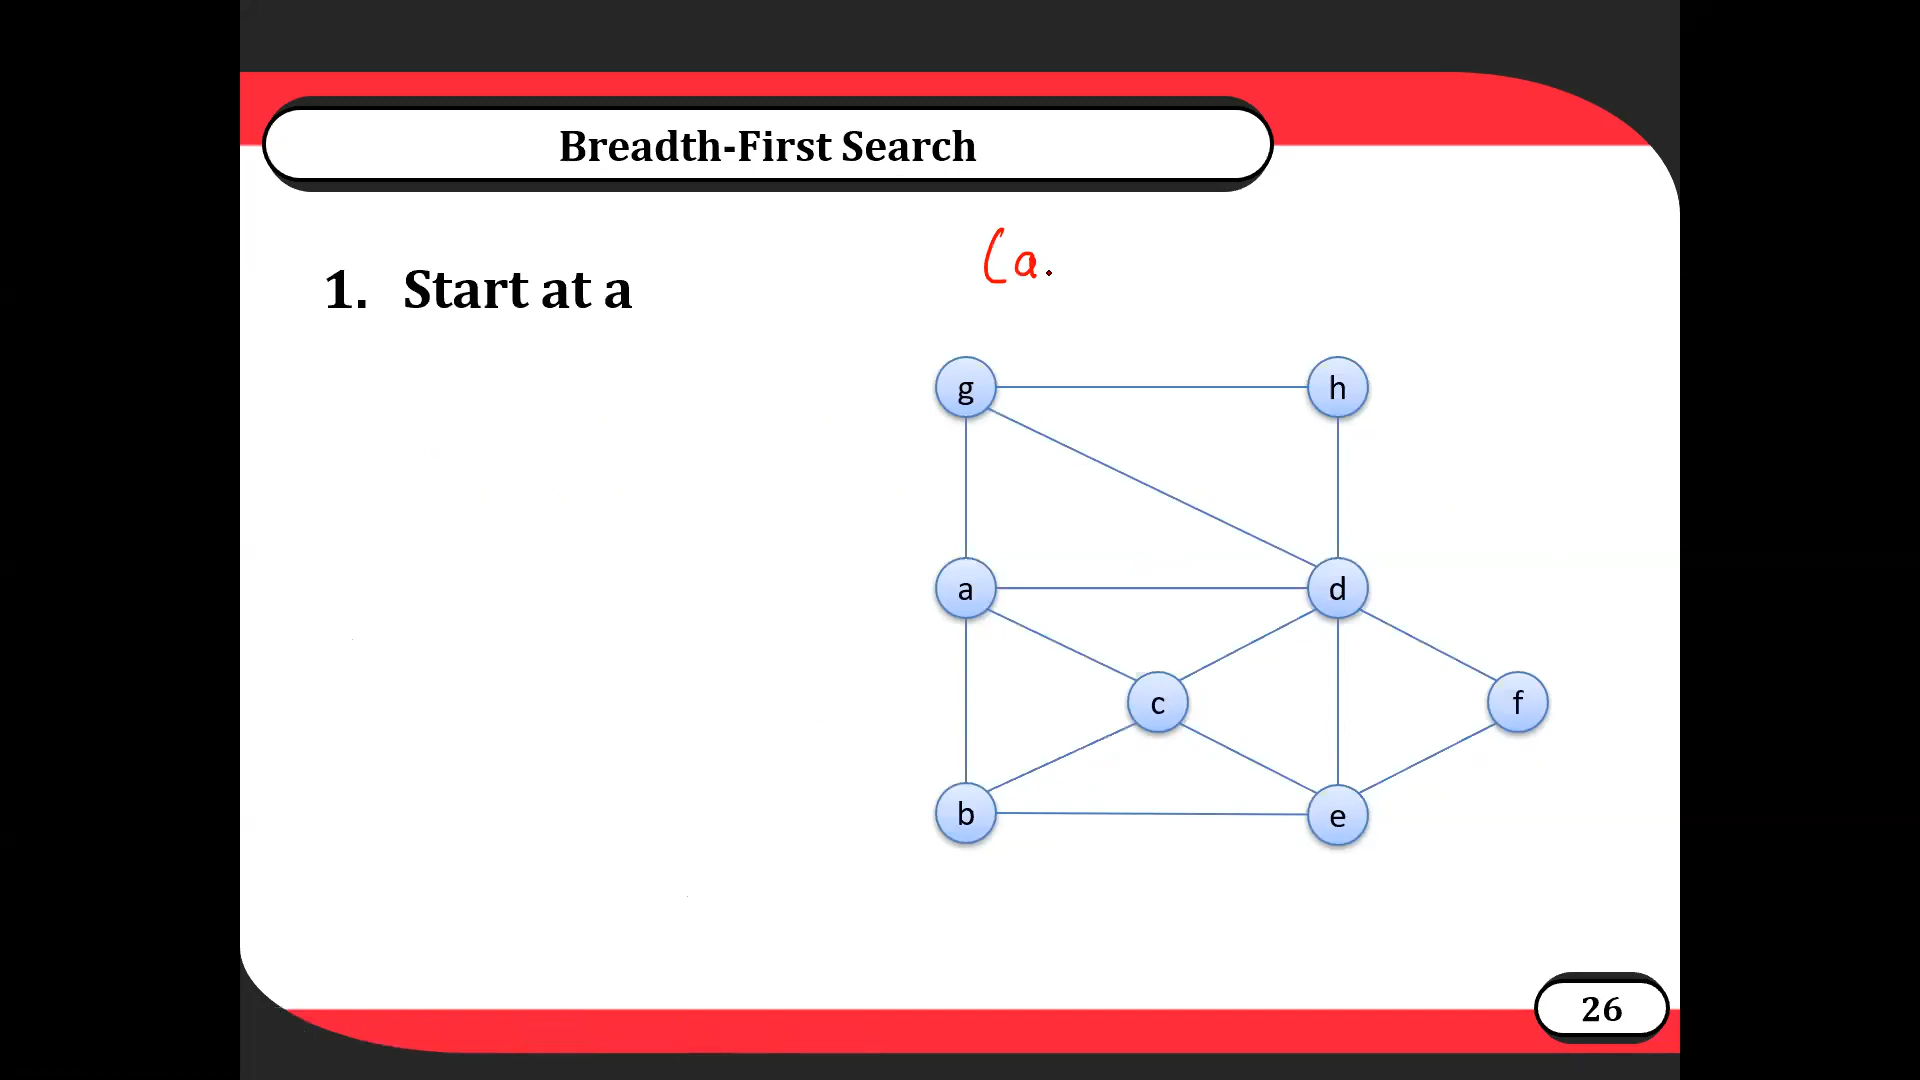 Breadth-First Search
(a.
1. Start at a
g h
a d
c f
b e
26